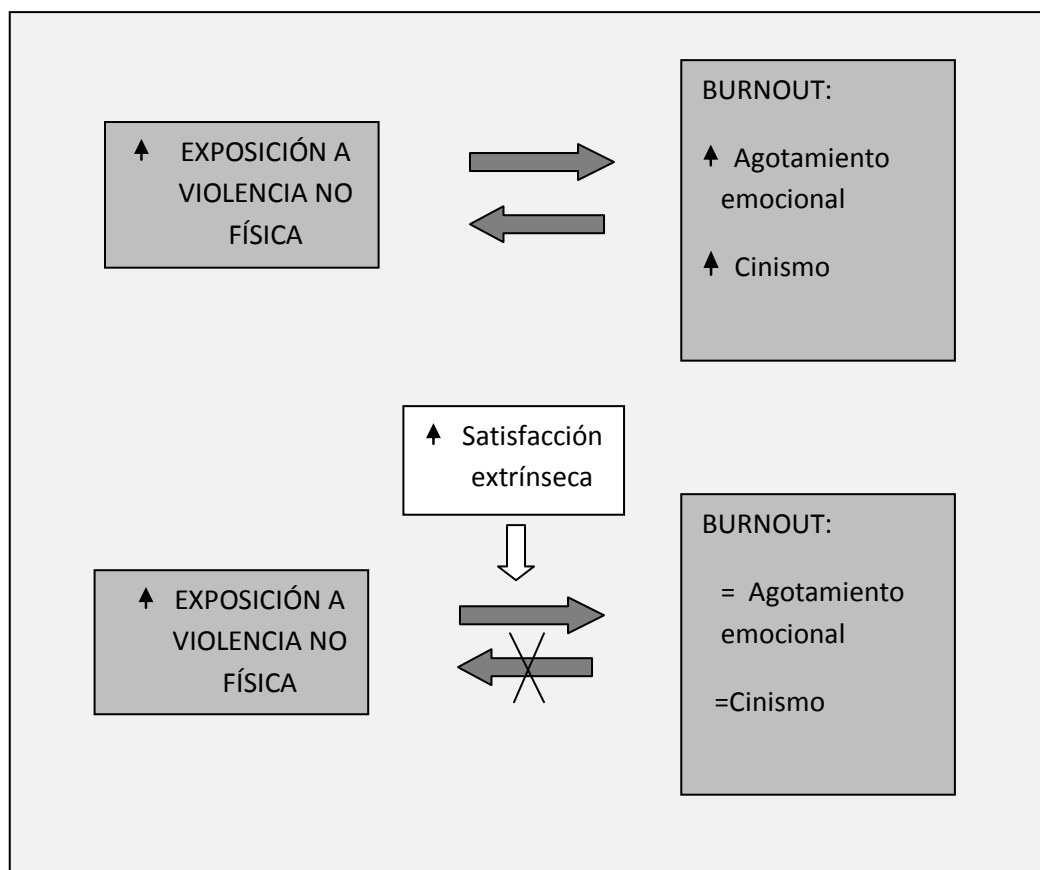 ↑ EXPOSICIÓN A
VIOLENCIA NO
FÍSICA
BURNOUT:
↑ Agotamiento
emocional
↑ Cinismo
↑ Satisfacción
extrínseca
↑ EXPOSICIÓN A
VIOLENCIA NO
FÍSICA
BURNOUT:
= Agotamiento
emocional
=Cinismo